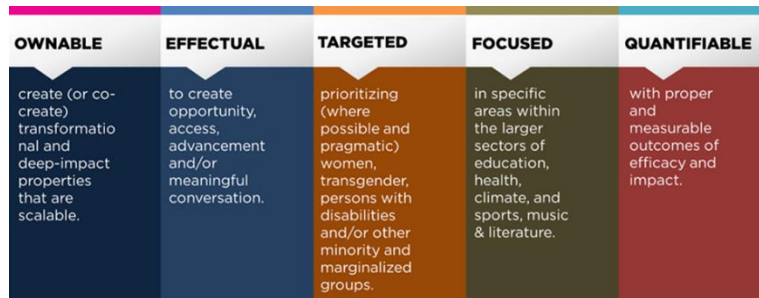 OWNABLE
create (or co-
create)
transformatio
nal and
deep-impact
properties
that are
scalable.
EFFECTUAL
to create
opportunity,
access,
advancement
and/or
meaningful
conversation.
TARGETED
prioritizing
(where
possible and
pragmatic)
women,
transgender,
persons with
disabilities
and/or other
minority and
marginalized
groups.
FOCUSED
in specific
areas within
the larger
sectors of
education,
health,
climate, and
sports, music
& literature.
QUANTIFIABLE
with proper
and
measurable
outcomes of
efficacy and
impact.